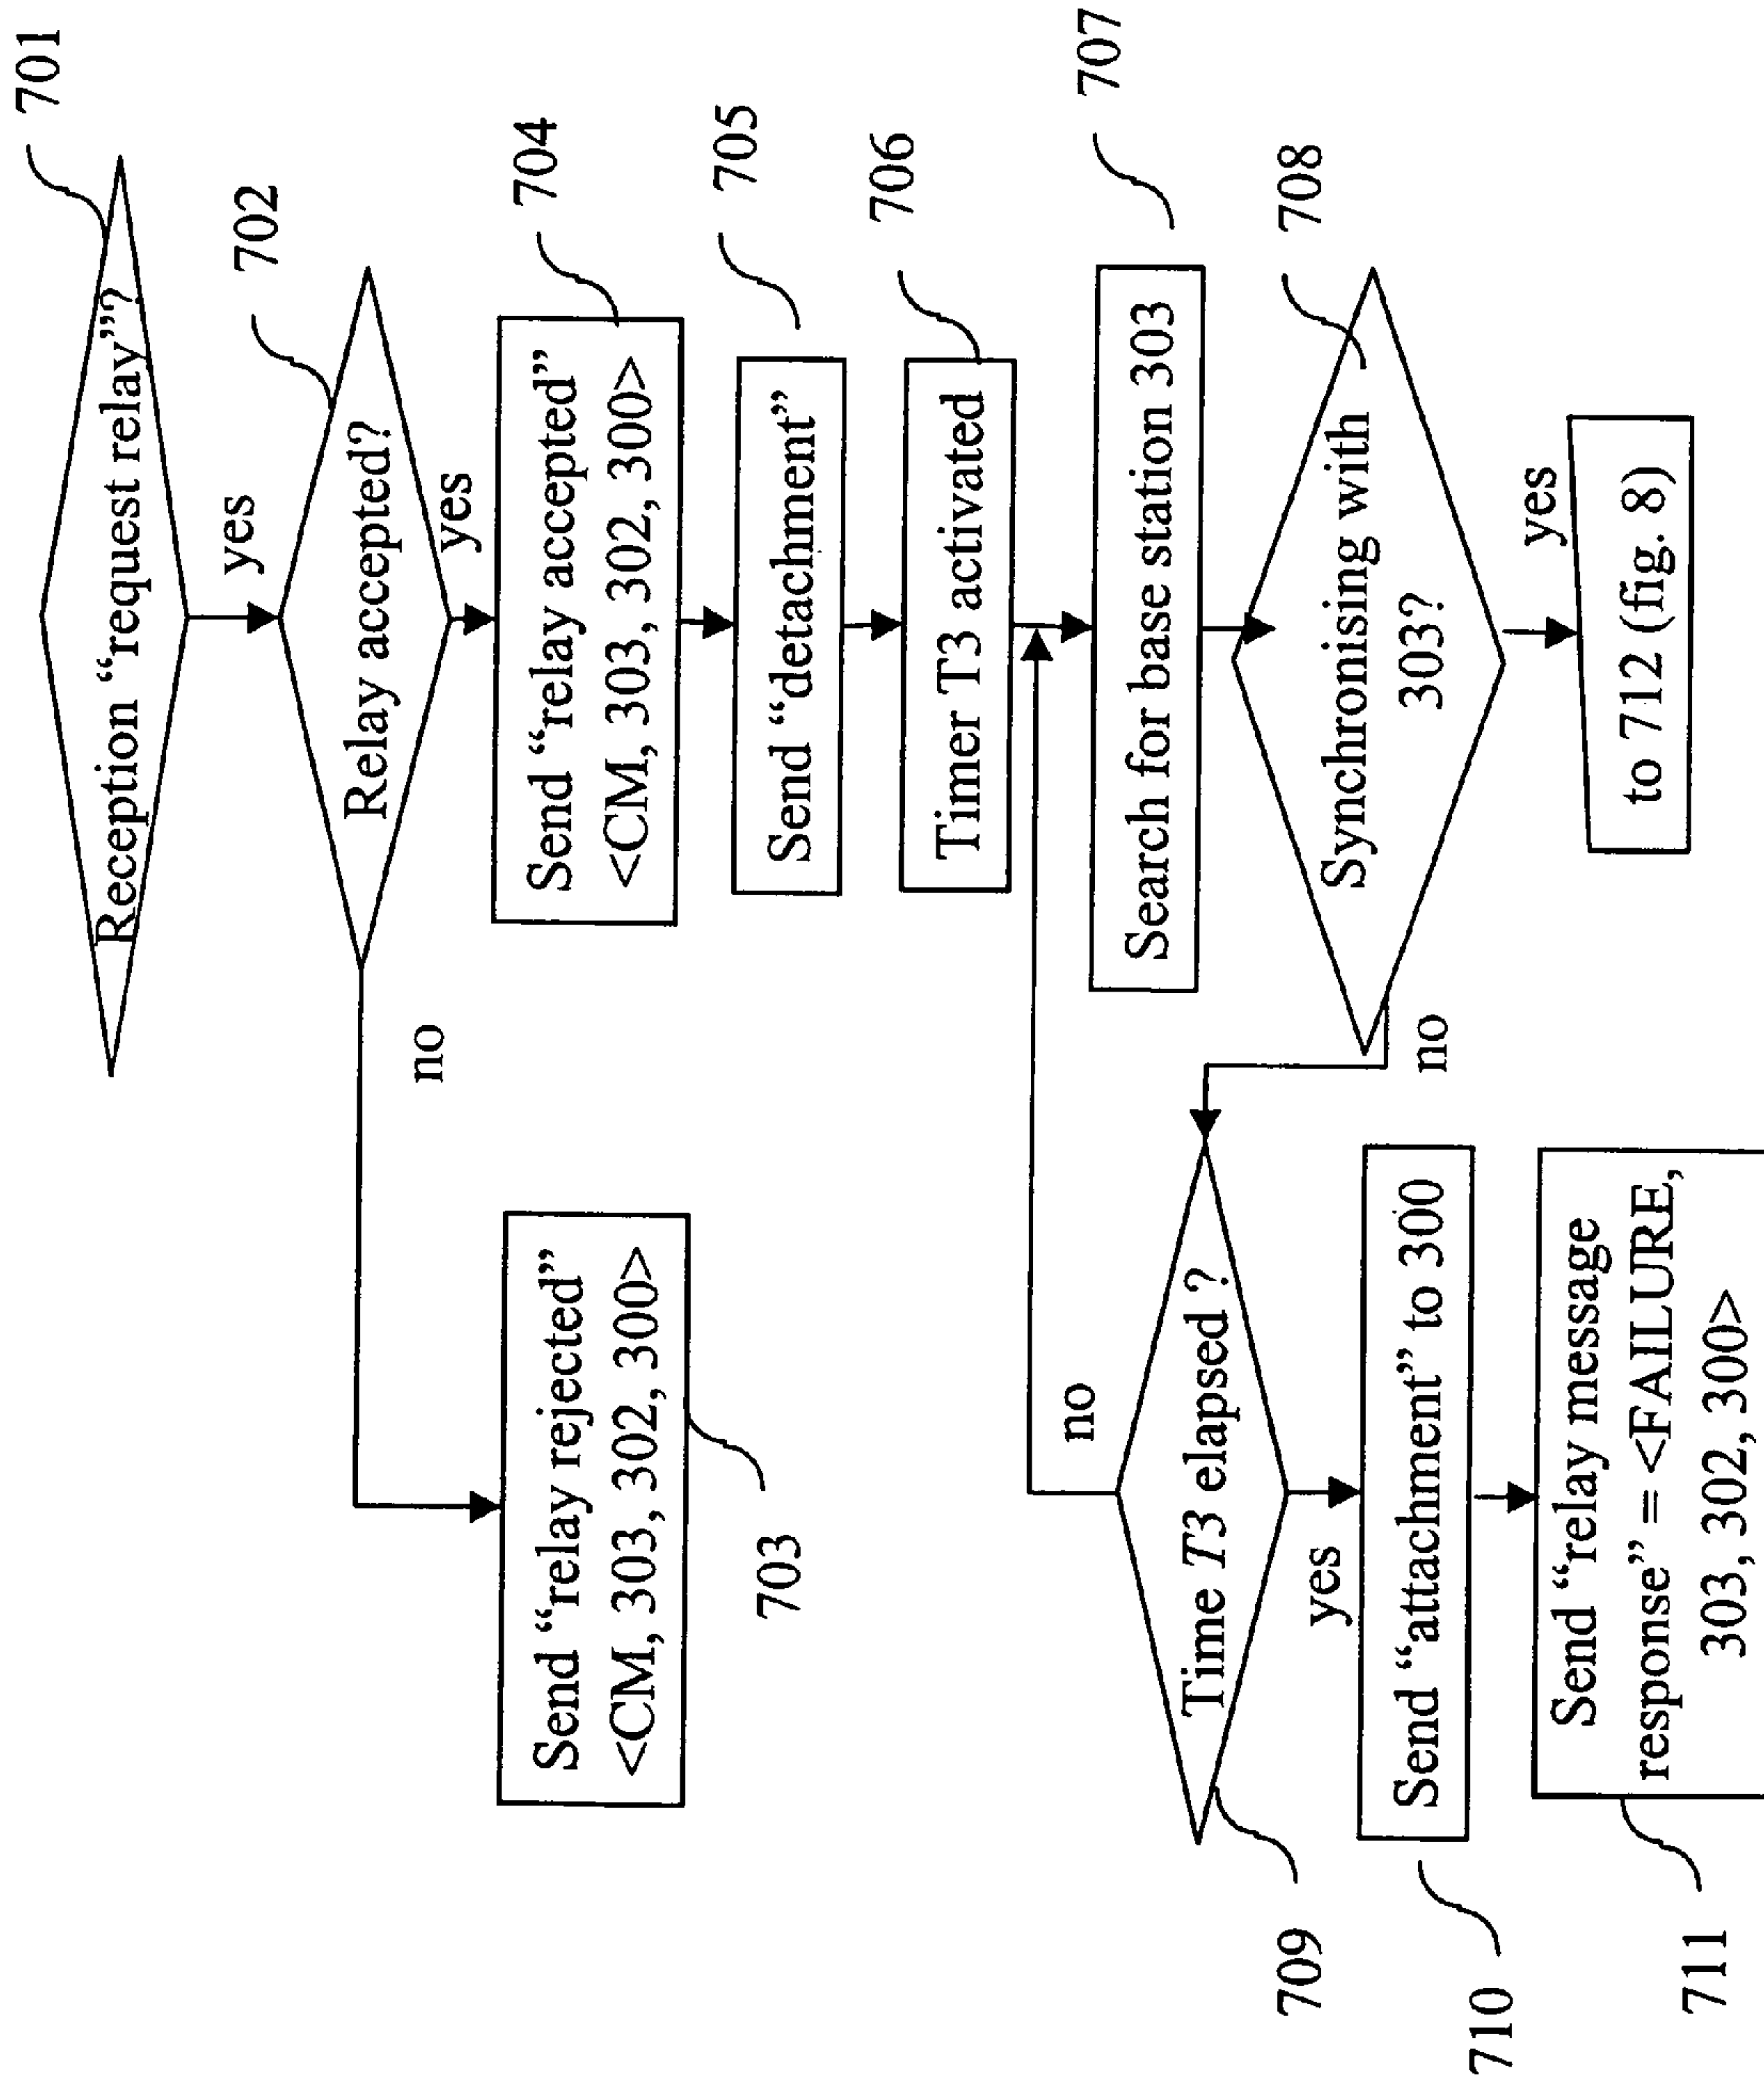 701
Reception “request relay”?
yes
702
Relay accepted?
no
yes
704
Send “relay accepted”
<CM, 303, 302, 300>
Send “relay rejected”
<CM, 303, 302, 300>
703
705
Send “detachment”
706
Timer T3 activated
707
Search for base station 303
708
Synchronising with
303?
no
yes
to 712 (fig. 8)
no
Time T3 elapsed ?
709
yes
Send “attachment” to 300
710
Send “relay message
response” = <FAILURE,
303, 302, 300>
711